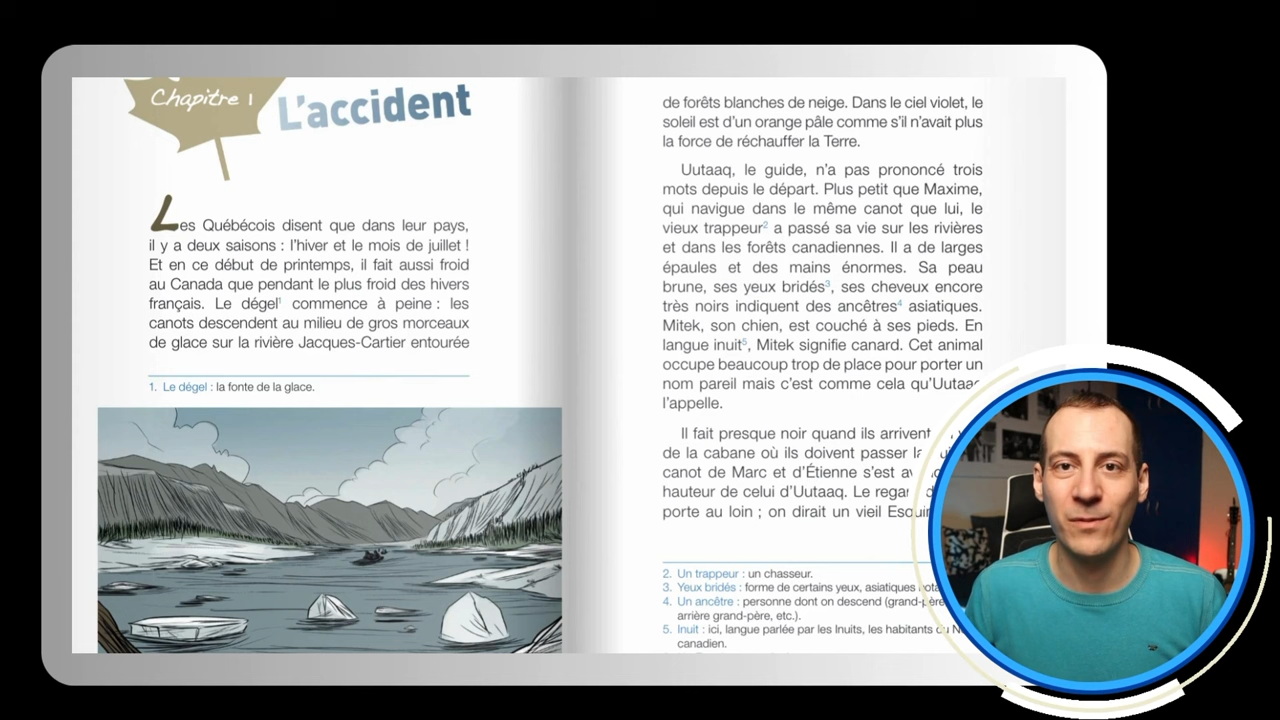 Chapitre 1
L'accident
Les Québécois disent que dans leur pays,
il y a deux saisons : l'hiver et le mois de juillet !
Et en ce début de printemps, il fait aussi froid
au Canada que pendant le plus froid des hivers
français. Le dégel1 commence à peine : les
canots descendent au milieu de gros morceaux
de glace sur la rivière Jacques-Cartier entourée
1. Le dégel : la fonte de la glace.
de forêts blanches de neige. Dans le ciel violet, le
soleil est d'un orange pâle comme s'il n'avait plus
la force de réchauffer la Terre.
Uutaaq, le guide, n'a pas prononcé trois
mots depuis le départ. Plus petit que Maxime,
qui navigue dans le même canot que lui, le
vieux trappeur2 a passé sa vie sur les rivières
et dans les forêts canadiennes. Il a de larges
épaules et des mains énormes. Sa peau
brune, ses yeux bridés3, ses cheveux encore
très noirs indiquent des ancêtres4 asiatiques.
Mitek, son chien, est couché à ses pieds. En
langue inuit5, Mitek signifie canard. Cet animal
occupe beaucoup trop de place pour porter un
nom pareil mais c'est comme cela qu'Uutaaq
l'appelle.
Il fait presque noir quand ils arrivent
de la cabane où ils doivent passer
canot de Marc et d'Étienne s'est
hauteur de celui d'Uutaaq. Le
porte au loin ; on dirait un vieil
2. Un trappeur : un chasseur.
3. Yeux bridés : forme de certains yeux, asiatiques
4. Un ancêtre : personne dont on descend
arrière grand-père, etc.).
5. Inuit : ici, langue parlée par les Inuits, les habitants
canadien.